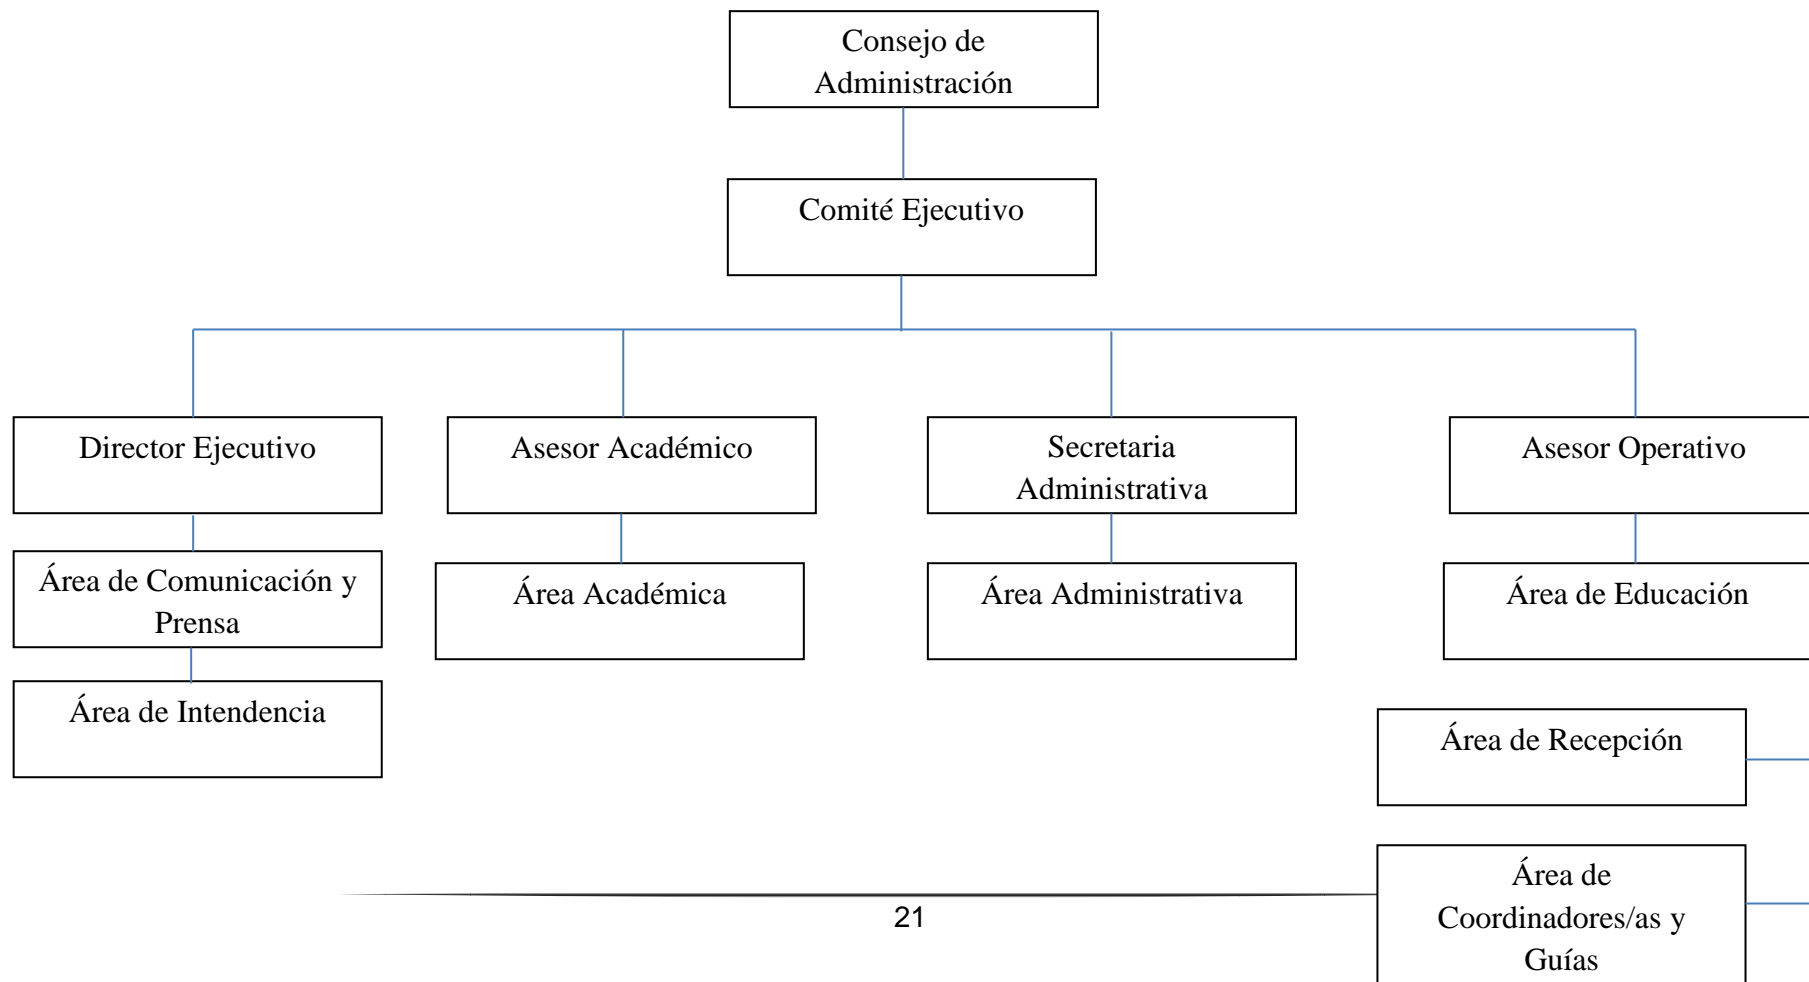 Consejo de
Administración
Comité Ejecutivo
Director Ejecutivo
Asesor Académico
Secretaria
Administrativa
Asesor Operativo
Área de Comunicación y
Prensa
Área Académica
Área Administrativa
Área de Educación
Área de Intendencia
Área de Recepción
Área de
Coordinadores/as y
Guías
21